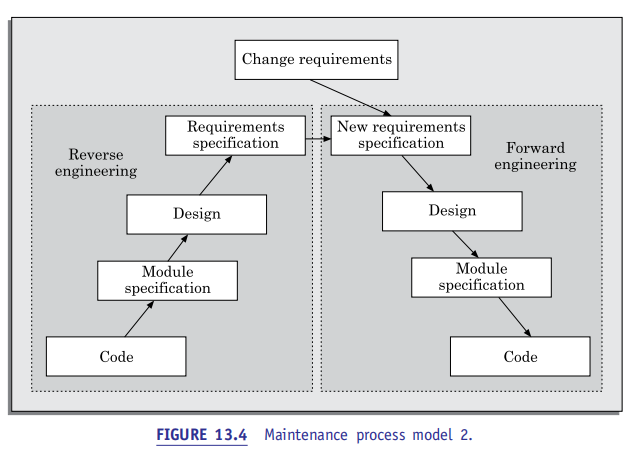 Change requirements
Requirements
specification
New requirements
specification
Reverse
engineering
Forward
engineering
Design
Design
Module
specification
Module
specification
Code
Code
FIGURE 13.4 Maintenance process model 2.